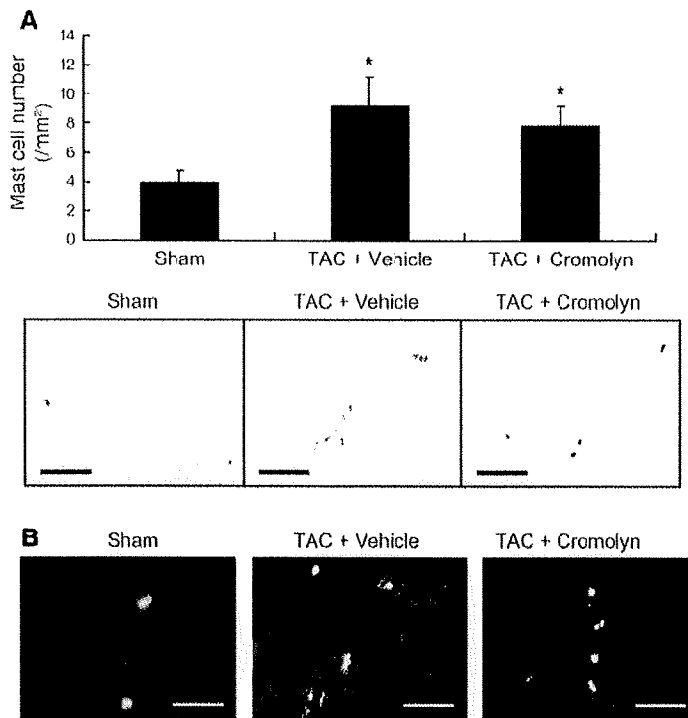 A
Mast cell number
(/mm²)
14
12
10
8
6
4
2
0
*
*
Sham
TAC + Vehicle
TAC + Cromolyn
Sham
TAC + Vehicle
TAC + Cromolyn
B
Sham
TAC + Vehicle
TAC + Cromolyn